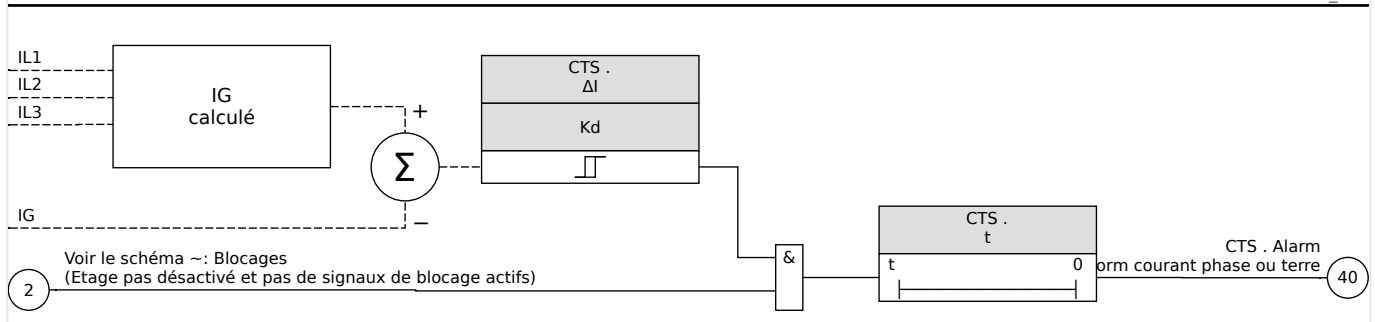 IL1
IL2
IL3
IG
calculé
+
Σ
−
CTS .
ΔI
Kd
IG
Voir le schéma ~: Blocages
(Etage pas désactivé et pas de signaux de blocage actifs)
2
&
CTS .
t
t 0
CTS . Alarm
courant phase ou terre
40